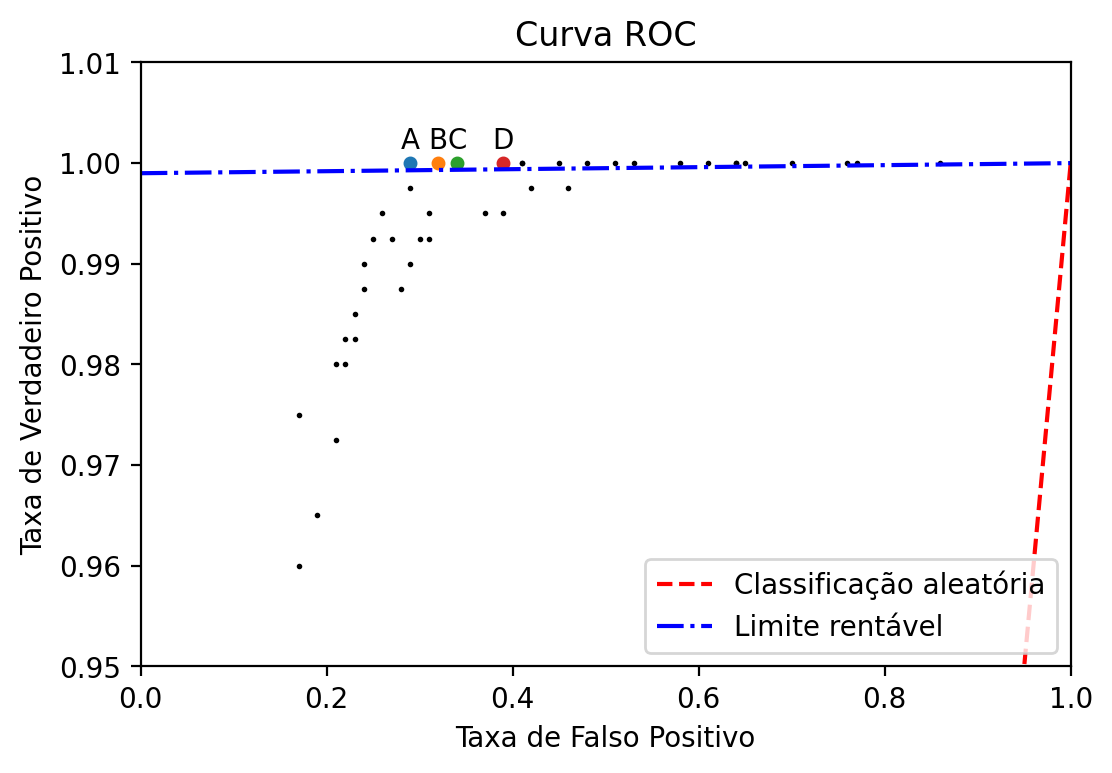 Curva ROC
1.01
1.00
0.99
0.98
0.97
0.96
0.95
Taxa de Verdadeiro Positivo
A BC D
Classificação aleatória
Limite rentável
0.0 0.2 0.4 0.6 0.8 1.0
Taxa de Falso Positivo